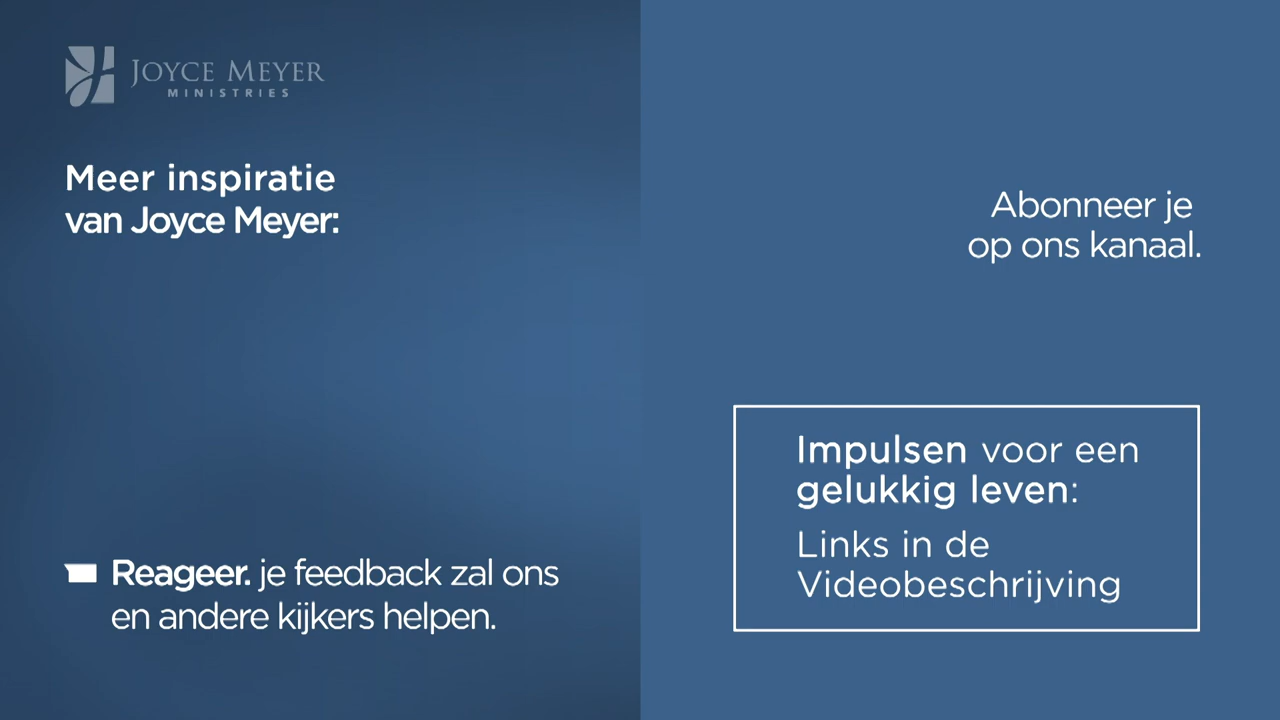 JOYCE MEYER
MINISTRIES
Meer inspiratie
van Joyce Meyer:
Abonneer je
op ons kanaal.
Impulsen voor een
gelukkig leven:
Links in de
Videobeschrijving
Reageer. je feedback zal ons
en andere kijkers helpen.